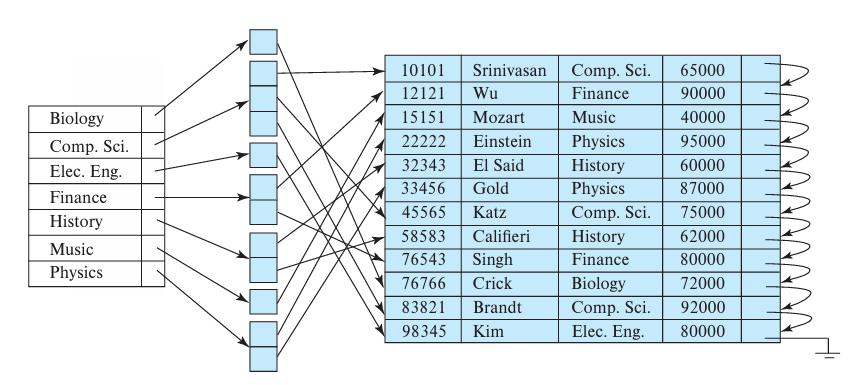 Biology
Comp. Sci.
Elec. Eng.
Finance
History
Music
Physics
10101 Srinivasan Comp. Sci. 65000
12121 Wu Finance 90000
15151 Mozart Music 40000
22222 Einstein Physics 95000
32343 El Said History 60000
33456 Gold Physics 87000
45565 Katz Comp. Sci. 75000
58583 Califieri History 62000
76543 Singh Finance 80000
76766 Crick Biology 72000
83821 Brandt Comp. Sci. 92000
98345 Kim Elec. Eng. 80000